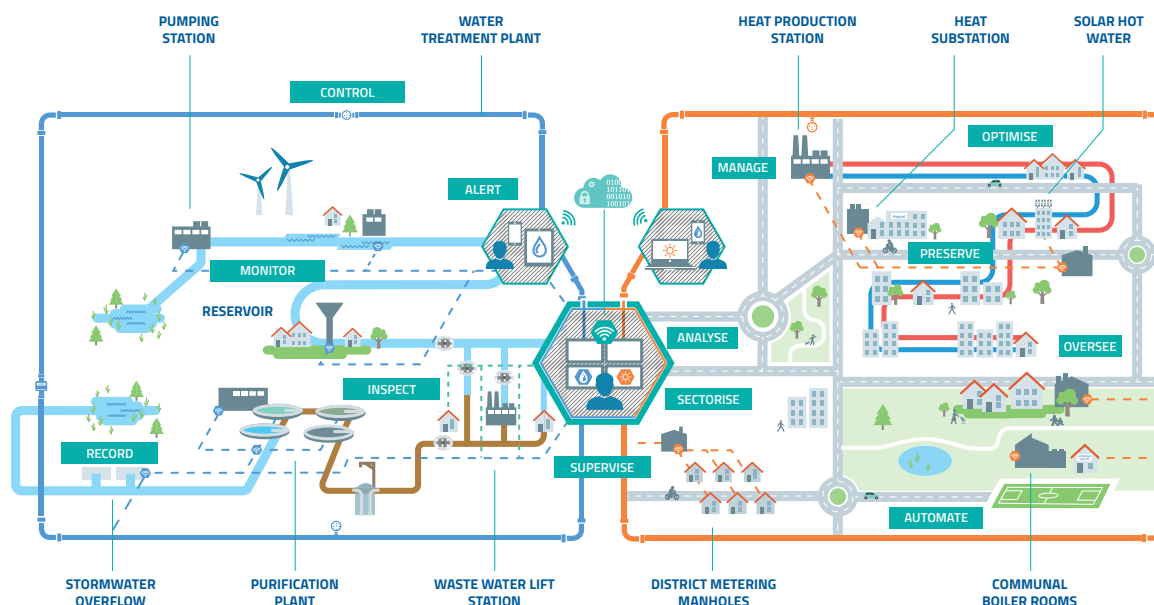 PUMPING
STATION
WATER
TREATMENT PLANT
HEAT PRODUCTION
STATION
HEAT
SUBSTATION
SOLAR HOT
WATER
CONTROL
OPTIMISE
MANAGE
ALERT
MONITOR
PRESERVE
RESERVOIR
ANALYSE
OVERSEE
INSPECT
SECTORISE
RECORD
SUPERVISE
AUTOMATE
STORMWATER
OVERFLOW
PURIFICATION
PLANT
WASTE WATER LIFT
STATION
DISTRICT METERING
MANHOLES
COMMUNAL
BOILER ROOMS